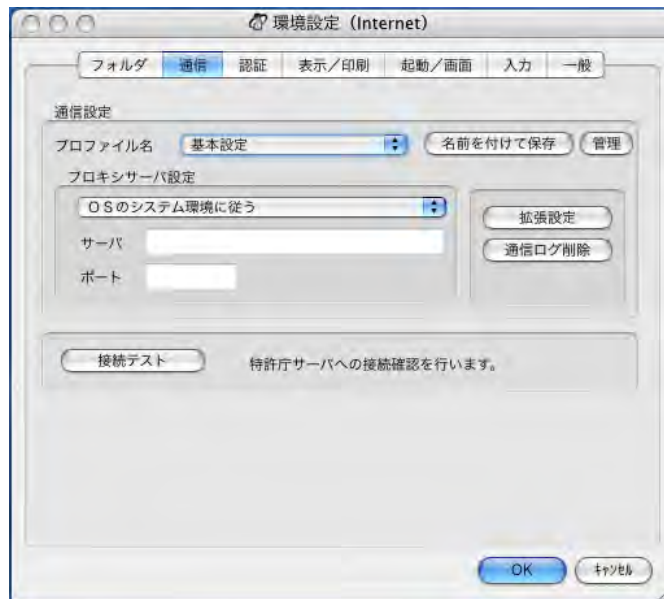 環境設定（Internet）
フォルダ 通信 認証 表示／印刷 起動／画面 入力 一般
通信設定
プロファイル名 基本設定 名前を付けて保存 管理
プロキシサーバ設定
ＯＳのシステム環境に従う
拡張設定
サーバ
通信ログ削除
ポート
接続テスト 特許庁サーバへの接続確認を行います。
OK ｷｬﾝｾﾙ